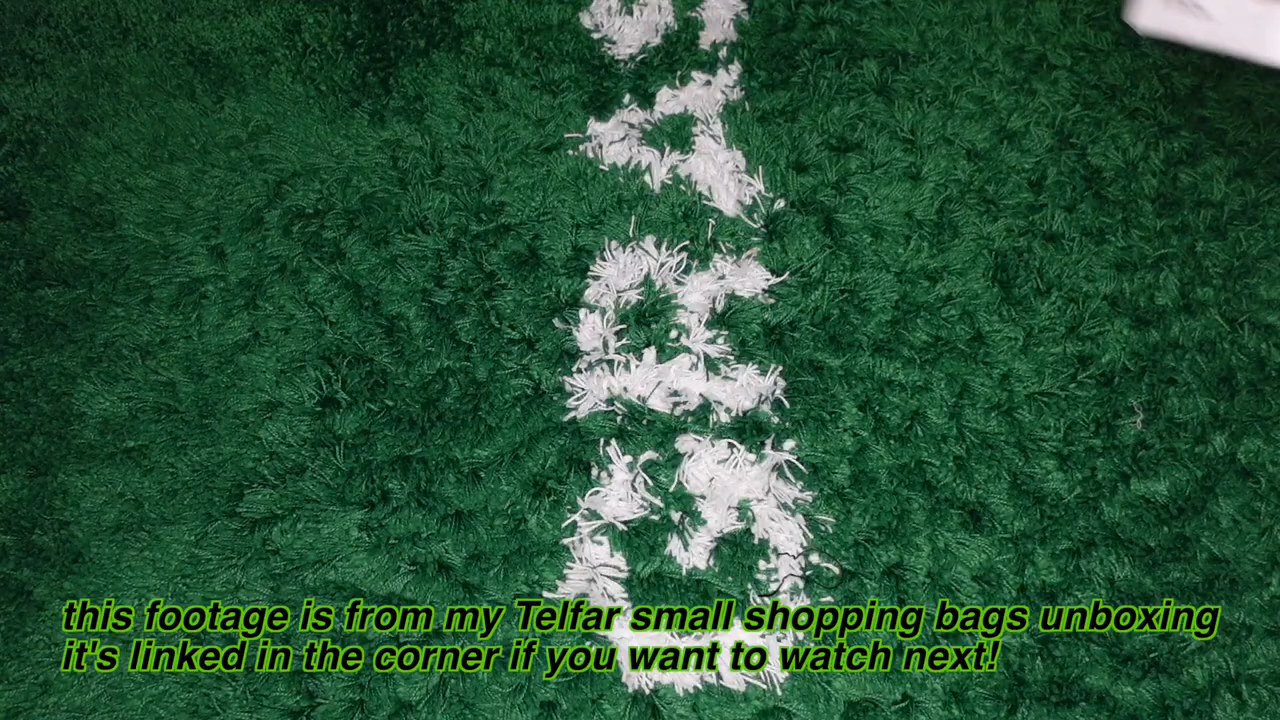 GRAS
this footage is from my Telfar small shopping bags unboxing
it's linked in the corner if you want to watch next!